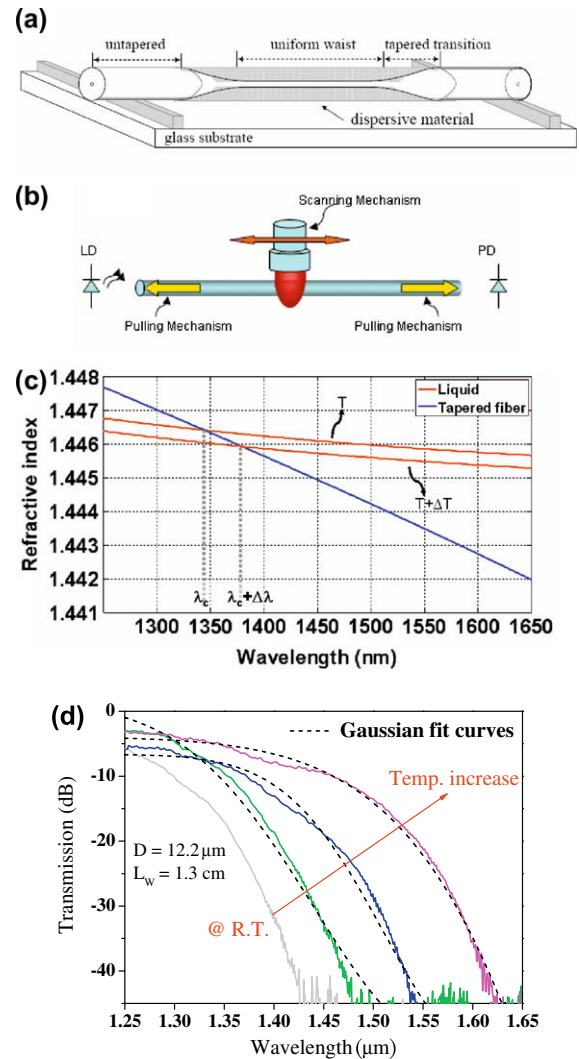 (a)
untapered
uniform waist
tapered transition
dispersive material
glass substrate
(b)
Scanning Mechanism
LD
PD
Pulling Mechanism
Pulling Mechanism
(c)
1.448
1.447
1.446
1.445
1.444
1.443
1.442
1.441
Refractive index
T
Liquid
Tapered fiber
T+ΔT
λc
λc+Δλ
1300 1350 1400 1450 1500 1550 1600 1650
Wavelength (nm)
(d)
0
-10
-20
-30
-40
Transmission (dB)
Gaussian fit curves
Temp. increase
D = 12.2 μm
LW = 1.3 cm
@ R.T.
1.25 1.30 1.35 1.40 1.45 1.50 1.55 1.60 1.65
Wavelength (μm)